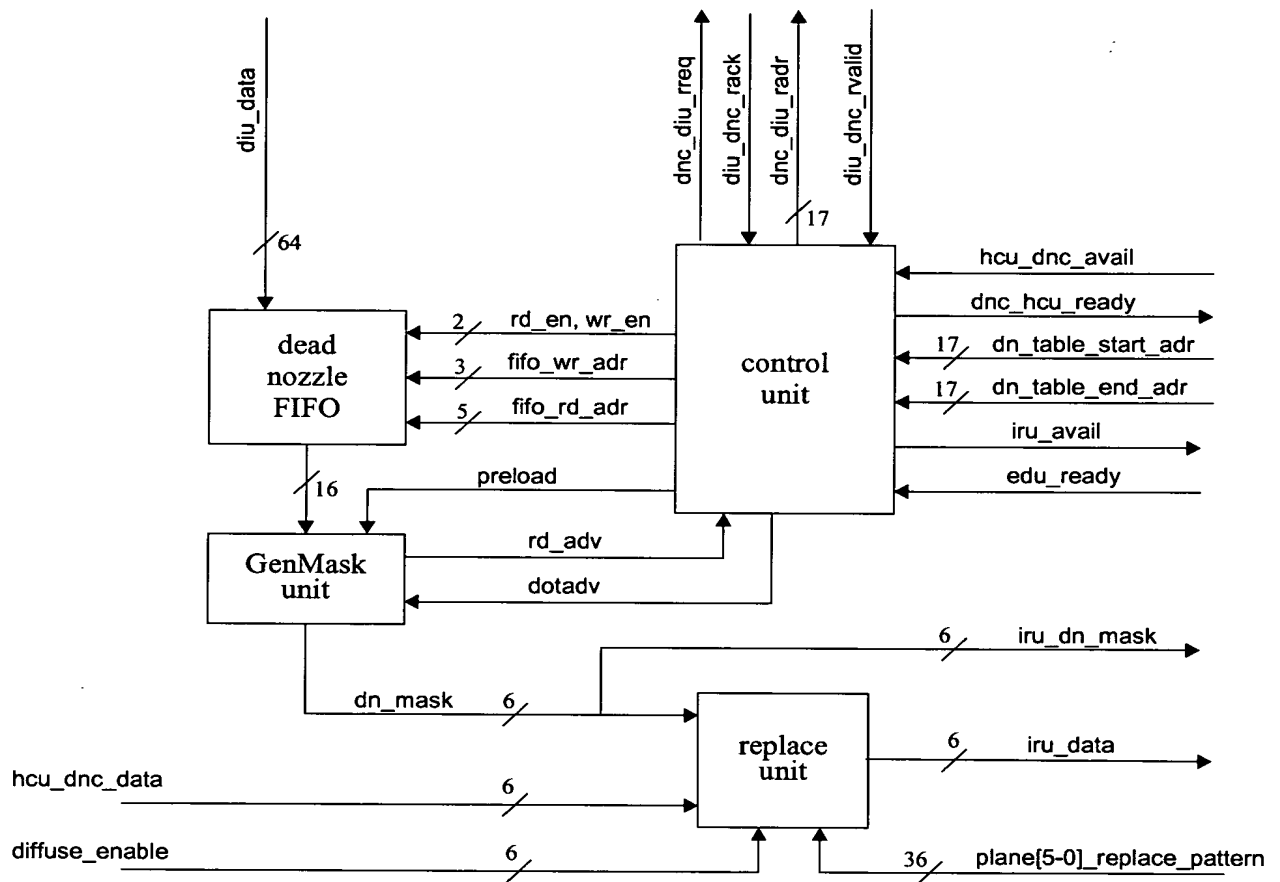 diu_data
dnc_diu_rreq
diu_dnc_rack
dnc_diu_radr
diu_dnc_rvalid
17
64
hcu_dnc_avail
dnc_hcu_ready
2 rd_en, wr_en
17 dn_table_start_adr
dead
nozzle
FIFO
3 fifo_wr_adr
control
unit
17 dn_table_end_adr
5 fifo_rd_adr
iru_avail
16
preload
edu_ready
GenMask
unit
rd_adv
dotadv
6 iru_dn_mask
dn_mask 6
replace
unit
6 iru_data
hcu_dnc_data
6
diffuse_enable
6
36 plane[5-0]_replace_pattern